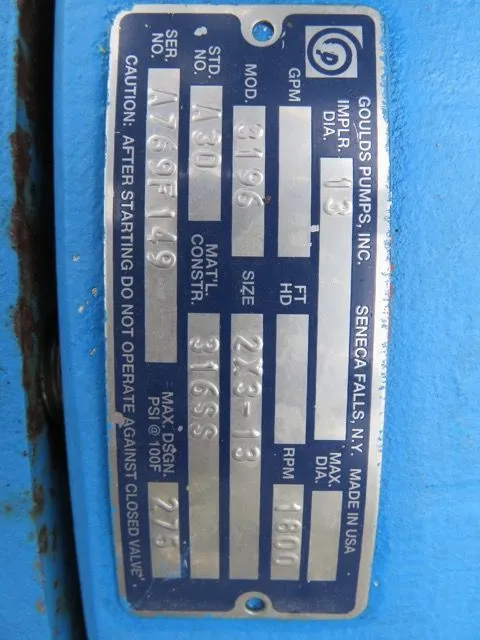 GOULDS PUMPS, INC. SENECA FALLS, N.Y. MADE IN USA
IMPLR. DIA. 13 MAX. DIA.
GPM FT HD RPM 1800
MOD. 3196 SIZE 2X3-13
STD. NO. A30 MAT'L. CONSTR. 316SS
SER. NO. A769F149 MAX. DSGN. PSI @ 100F 275
CAUTION: AFTER STARTING DO NOT OPERATE AGAINST CLOSED VALVE